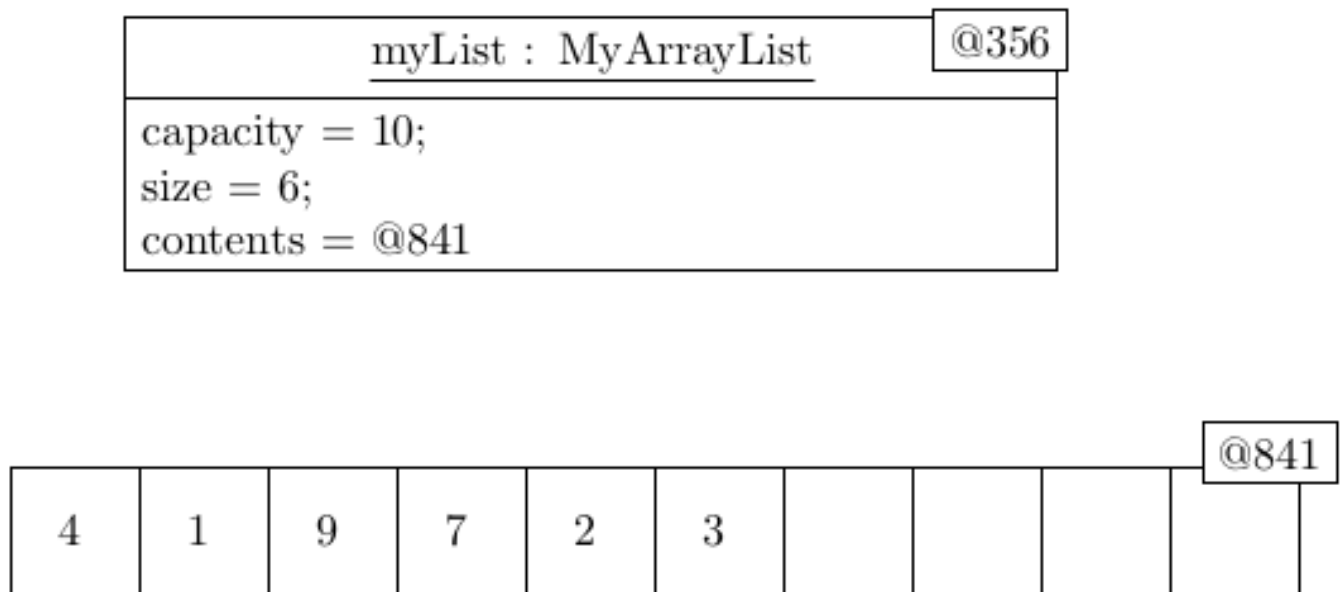 myList : MyArrayList
@356
capacity = 10;
size = 6;
contents = @841
@841
4 1 9 7 2 3